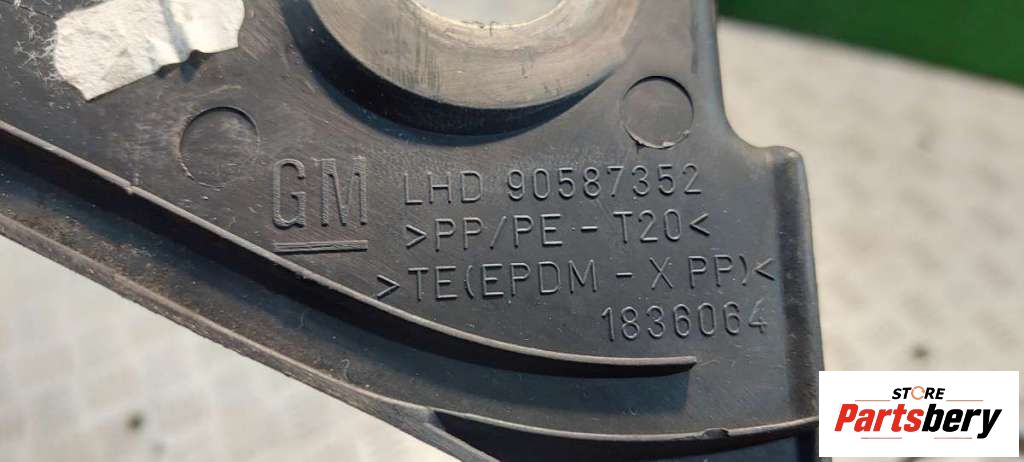 GM LHD 90587352
>PP/PE - T20<
>TE(EPDM - X PP)<
1836064
STORE
Partsbery